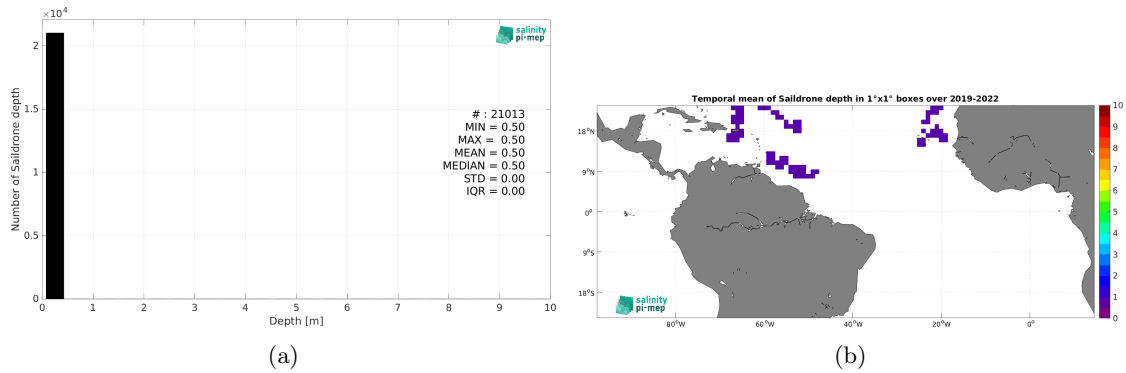 ×10⁴
2
1.5
1
0.5
0
0 1 2 3 4 5 6 7 8 9 10
Number of Saildrone depth
Depth [m]
salinity
pi-mep
# : 21013
MIN = 0.50
MAX = 0.50
MEAN = 0.50
MEDIAN = 0.50
STD = 0.00
IQR = 0.00
(a)
Temporal mean of Saildrone depth in 1°x1° boxes over 2019-2022
18°N
9°N
0°
9°S
18°S
80°W 60°W 40°W 20°W 0°
10
9
8
7
6
5
4
3
2
1
0
salinity
pi-mep
(b)